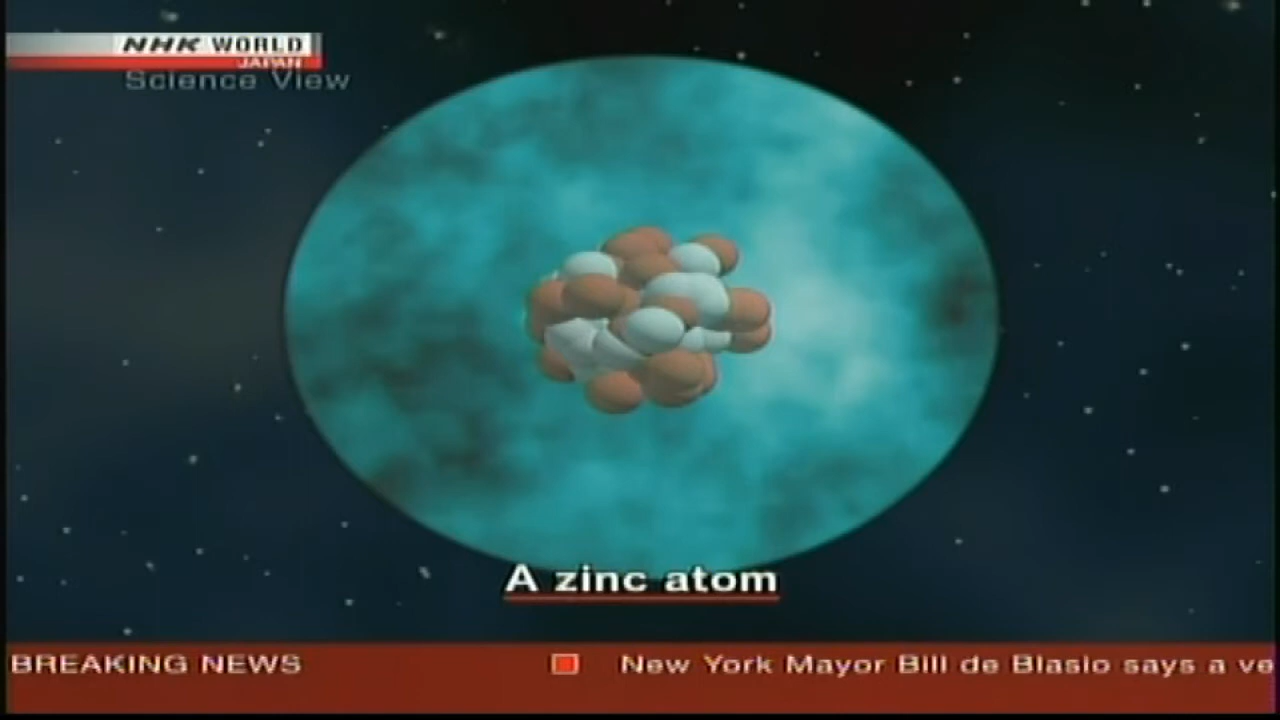 NHK WORLD
JAPAN
Science View
A zinc atom
BREAKING NEWS
New York Mayor Bill de Blasio says a ve